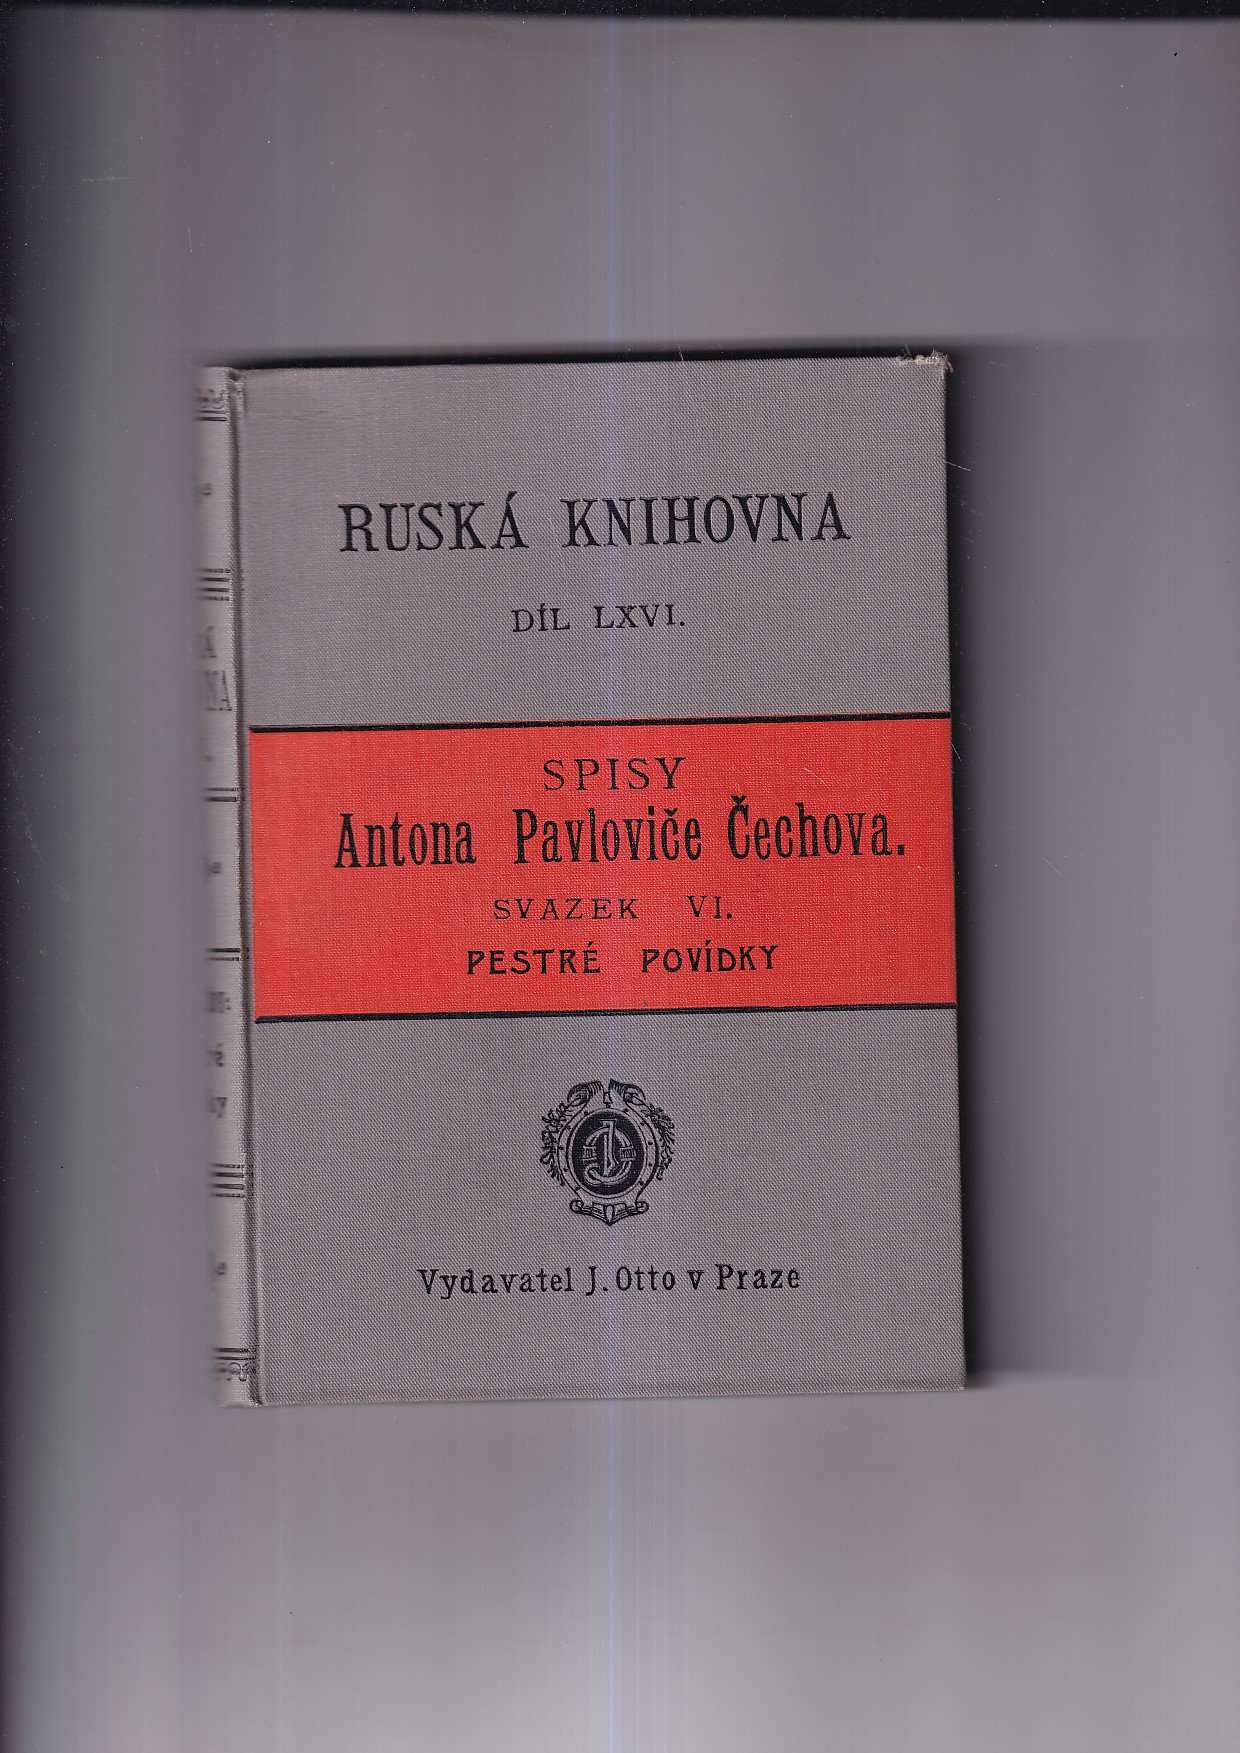 RUSKÁ KNIHOVNA
DÍL LXVI.
SPISY
Antona Pavloviče Čechova.
SVAZEK VI.
PESTRÉ POVÍDKY
Vydavatel J. Otto v Praze